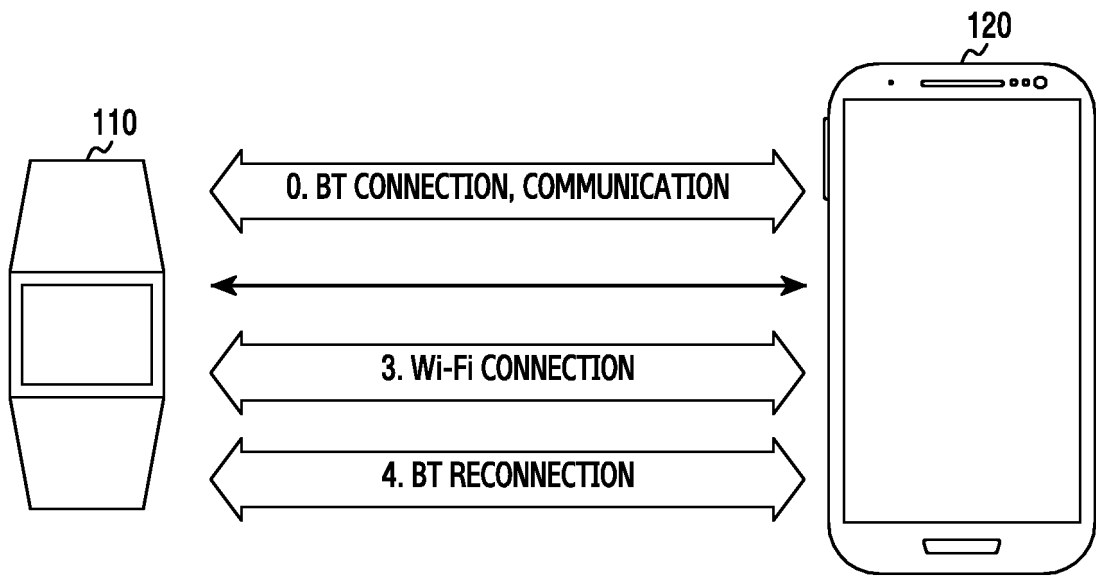 120
110
0. BT CONNECTION, COMMUNICATION
3. Wi-Fi CONNECTION
4. BT RECONNECTION